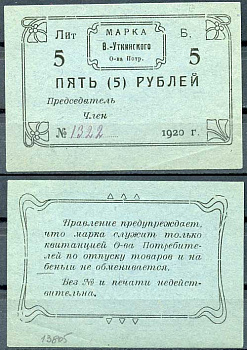 Лит МАРКА Б.
5 В.-Уткинского 5
О-ва Потр.
ПЯТЬ (5) РУБЛЕЙ
Председатель
Член
№ 1322 1920 г.
Правление предупреждает,
что марка служит только
квитанцией О-ва Потребите-
лей по отпуску товаров и на
деньги не обменивается.
Без № и печати недейст-
вительна.